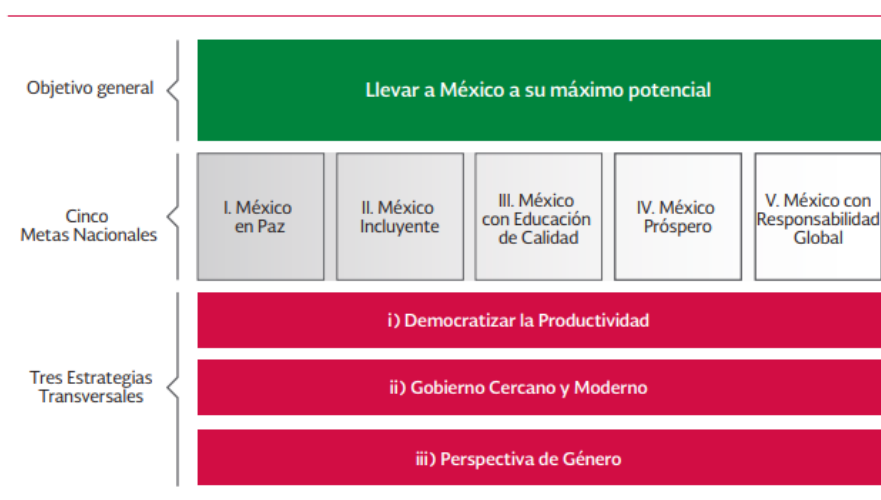 Objetivo general
Llevar a México a su máximo potencial
Cinco
Metas Nacionales
I. México
en Paz
II. México
Incluyente
III. México
con Educación
de Calidad
IV. México
Próspero
V. México con
Responsabilidad
Global
Tres Estrategias
Transversales
i) Democratizar la Productividad
ii) Gobierno Cercano y Moderno
iii) Perspectiva de Género